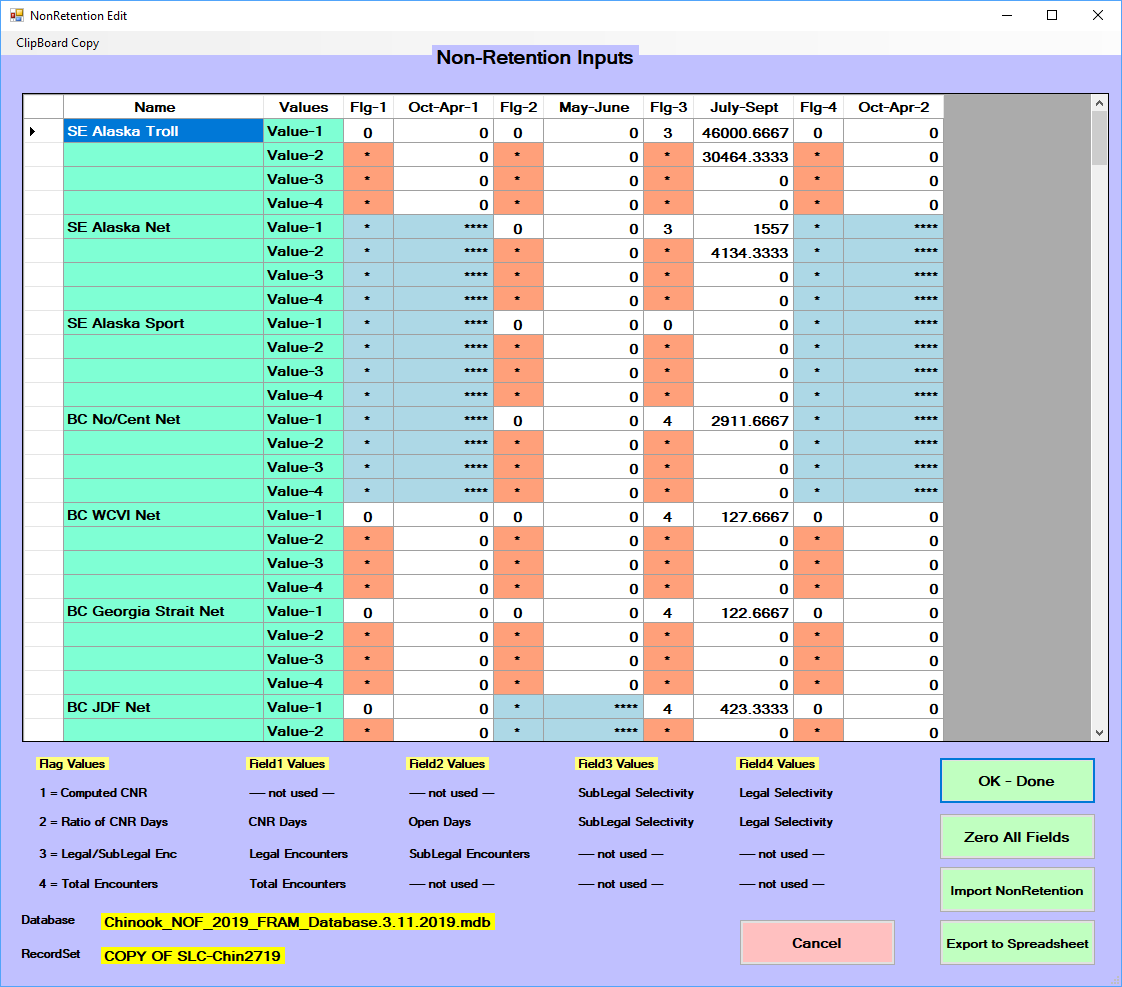 NonRetention Edit
ClipBoard Copy
Non-Retention Inputs
Name Values Flg-1 Oct-Apr-1 Flg-2 May-June Flg-3 July-Sept Flg-4 Oct-Apr-2
SE Alaska Troll Value-1 0 0 0 0 3 46000.6667 0 0
Value-2 * 0 * 0 * 30464.3333 * 0
Value-3 * 0 * 0 * 0 * 0
Value-4 * 0 * 0 * 0 * 0
SE Alaska Net Value-1 * **** 0 0 3 1557 * ****
Value-2 * **** * 0 * 4134.3333 * ****
Value-3 * **** * 0 * 0 * ****
Value-4 * **** * 0 * 0 * ****
SE Alaska Sport Value-1 * **** 0 0 0 0 * ****
Value-2 * **** * 0 * 0 * ****
Value-3 * **** * 0 * 0 * ****
Value-4 * **** * 0 * 0 * ****
BC No/Cent Net Value-1 * **** 0 0 4 2911.6667 * ****
Value-2 * **** * 0 * 0 * ****
Value-3 * **** * 0 * 0 * ****
Value-4 * **** * 0 * 0 * ****
BC WCVI Net Value-1 0 0 0 0 4 127.6667 0 0
Value-2 * 0 * 0 * 0 * 0
Value-3 * 0 * 0 * 0 * 0
Value-4 * 0 * 0 * 0 * 0
BC Georgia Strait Net Value-1 0 0 0 0 4 122.6667 0 0
Value-2 * 0 * 0 * 0 * 0
Value-3 * 0 * 0 * 0 * 0
Value-4 * 0 * 0 * 0 * 0
BC JDF Net Value-1 0 0 * **** 4 423.3333 0 0
Value-2 * 0 * **** * 0 * 0
Flag Values Field1 Values Field2 Values Field3 Values Field4 Values
1 = Computed CNR --- not used --- --- not used --- SubLegal Selectivity Legal Selectivity
2 = Ratio of CNR Days CNR Days Open Days SubLegal Selectivity Legal Selectivity
3 = Legal/SubLegal Enc Legal Encounters SubLegal Encounters --- not used --- --- not used ---
4 = Total Encounters Total Encounters --- not used --- --- not used --- --- not used ---
Database Chinook_NOF_2019_FRAM_Database.3.11.2019.mdb
RecordSet COPY OF SLC-Chin2719
OK - Done
Zero All Fields
Import NonRetention
Cancel
Export to Spreadsheet